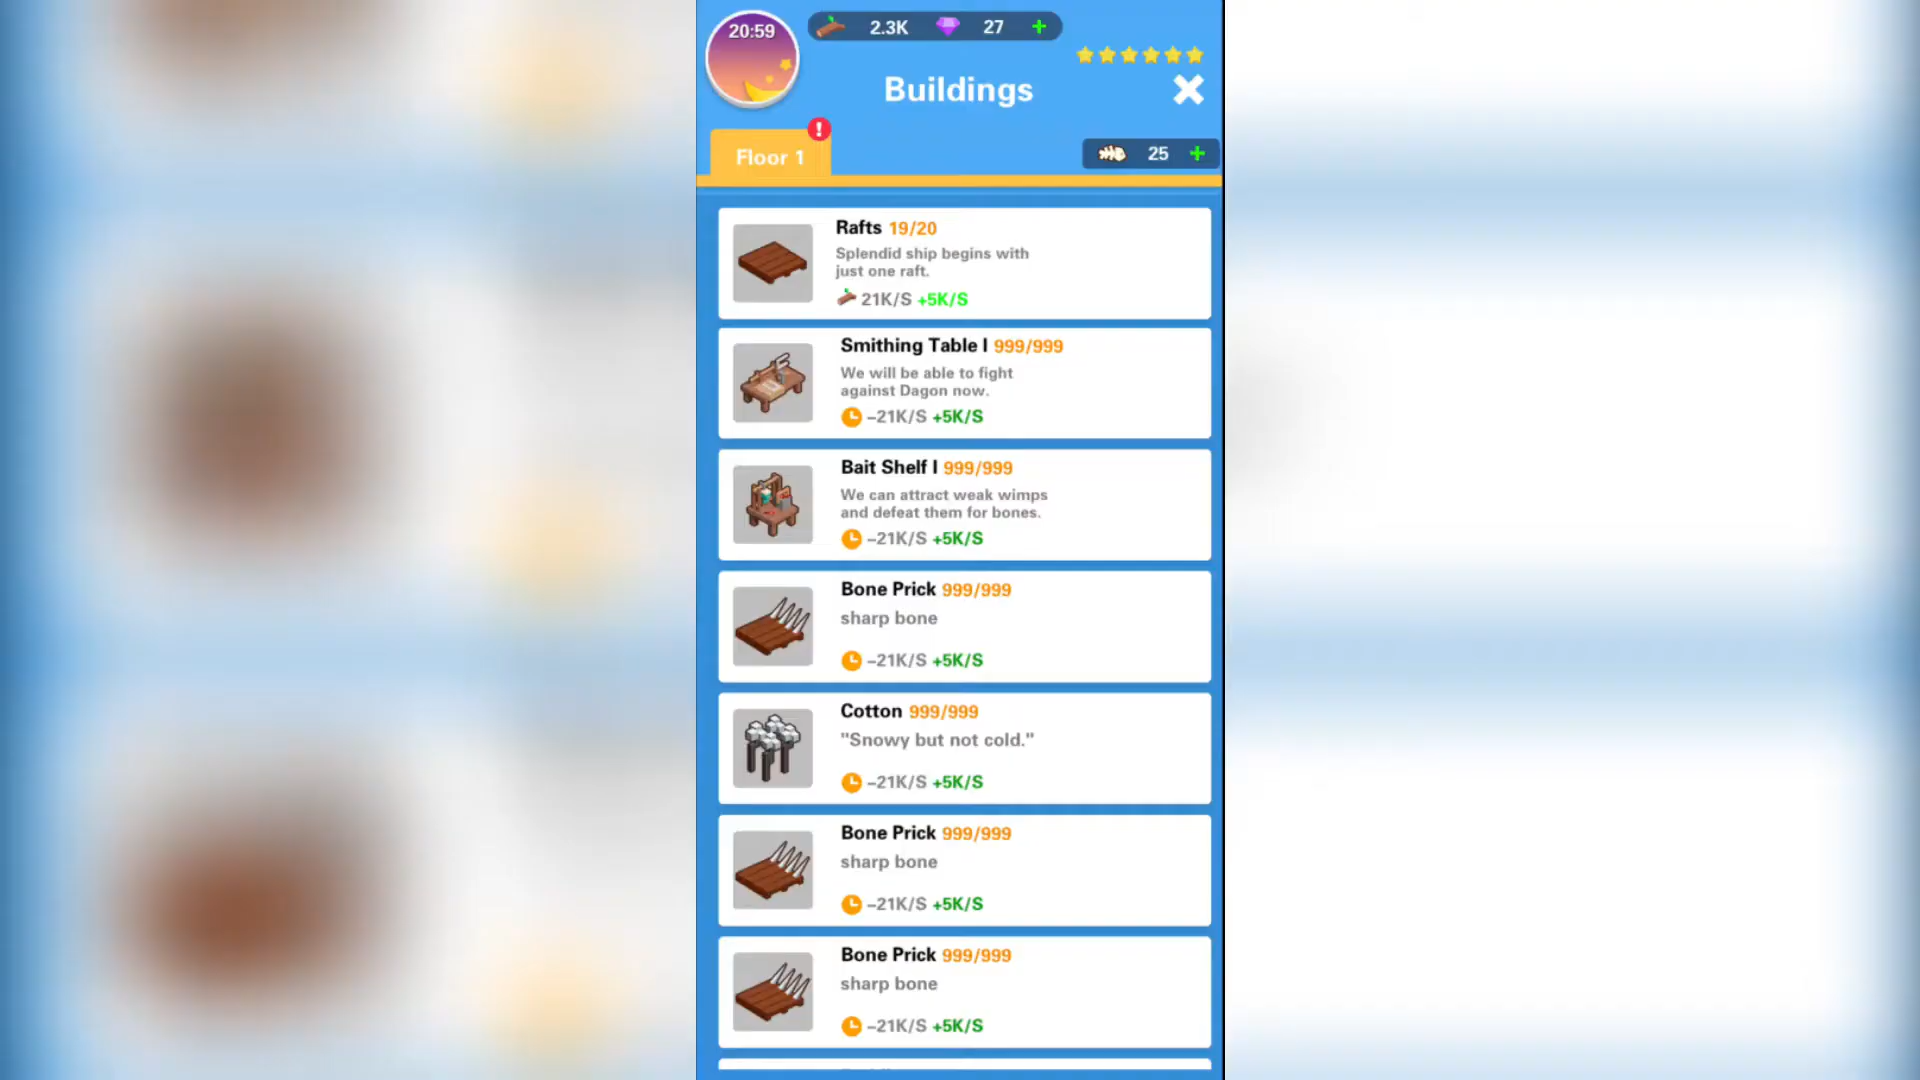 20:59
2.3K
27
+
Buildings
Floor 1
!
25
+
Rafts 19/20
Splendid ship begins with
just one raft.
21K/S +5K/S
Smithing Table I 999/999
We will be able to fight
against Dagon now.
-21K/S +5K/S
Bait Shelf I 999/999
We can attract weak wimps
and defeat them for bones.
-21K/S +5K/S
Bone Prick 999/999
sharp bone
-21K/S +5K/S
Cotton 999/999
"Snowy but not cold."
-21K/S +5K/S
Bone Prick 999/999
sharp bone
-21K/S +5K/S
Bone Prick 999/999
sharp bone
-21K/S +5K/S